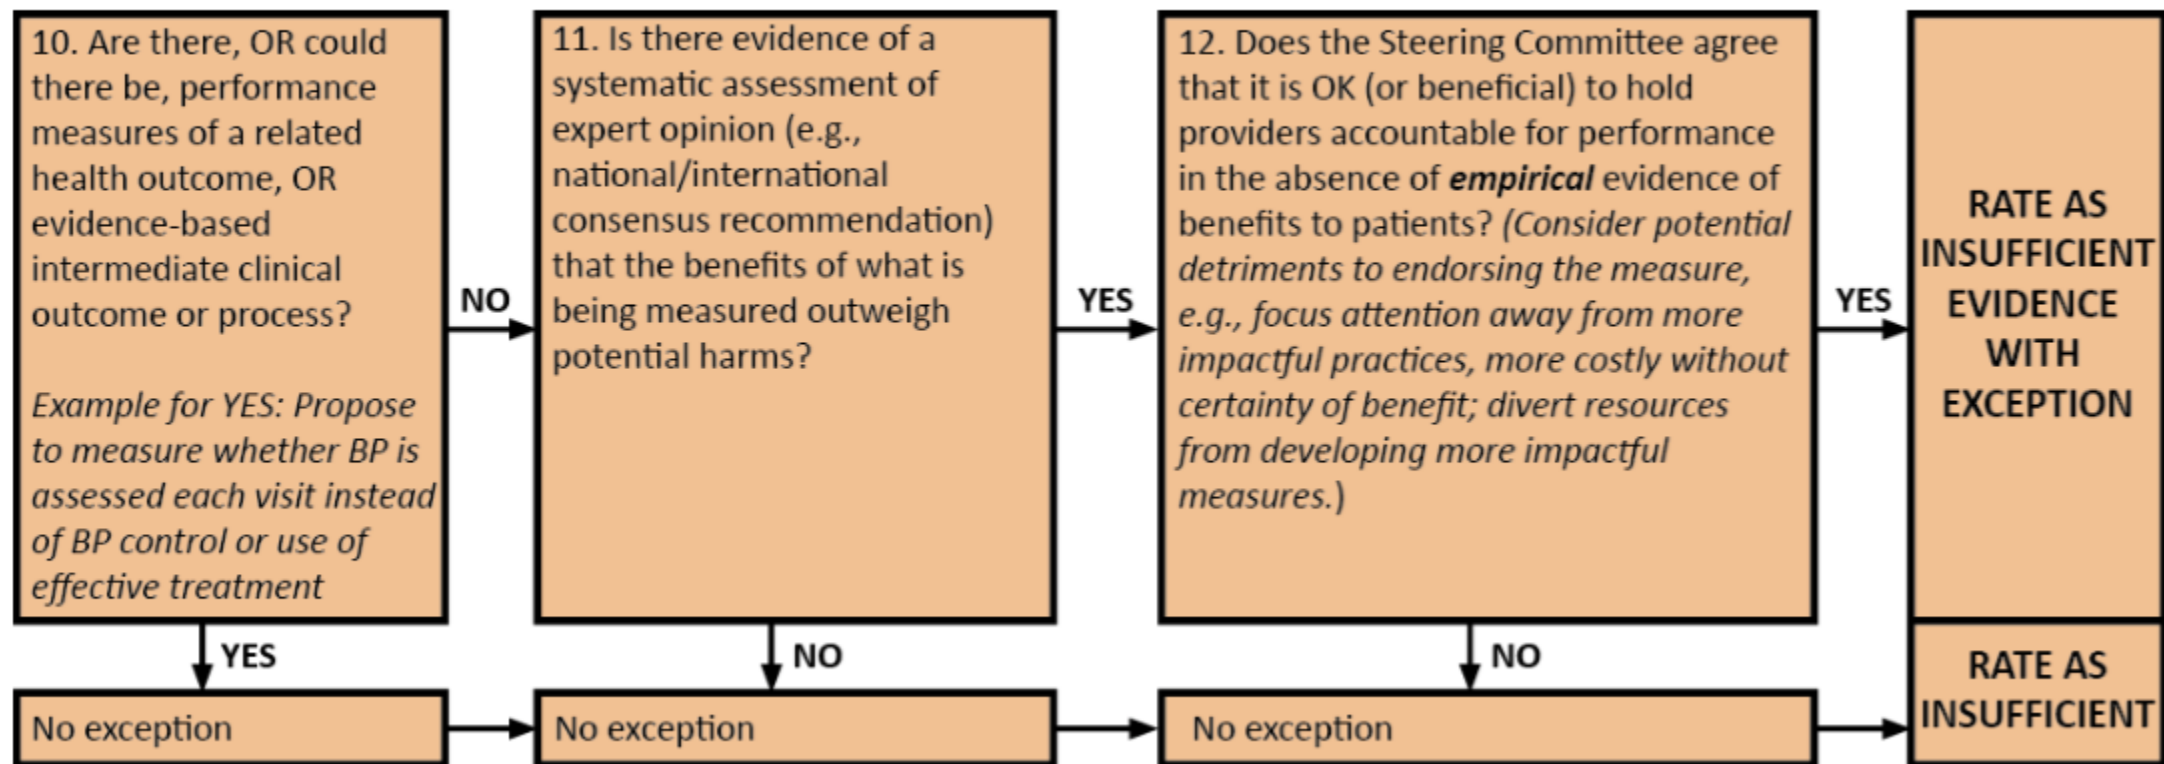 10. Are there, OR could
there be, performance
measures of a related
health outcome, OR
evidence-based
intermediate clinical
outcome or process?
Example for YES: Propose
to measure whether BP is
assessed each visit instead
of BP control or use of
effective treatment
NO
11. Is there evidence of a
systematic assessment of
expert opinion (e.g.,
national/international
consensus recommendation)
that the benefits of what is
being measured outweigh
potential harms?
YES
12. Does the Steering Committee agree
that it is OK (or beneficial) to hold
providers accountable for performance
in the absence of empirical evidence of
benefits to patients? (Consider potential
detriments to endorsing the measure,
e.g., focus attention away from more
impactful practices, more costly without
certainty of benefit; divert resources
from developing more impactful
measures.)
YES
RATE AS
INSUFFICIENT
EVIDENCE
WITH
EXCEPTION
YES
NO
NO
No exception
No exception
No exception
RATE AS
INSUFFICIENT